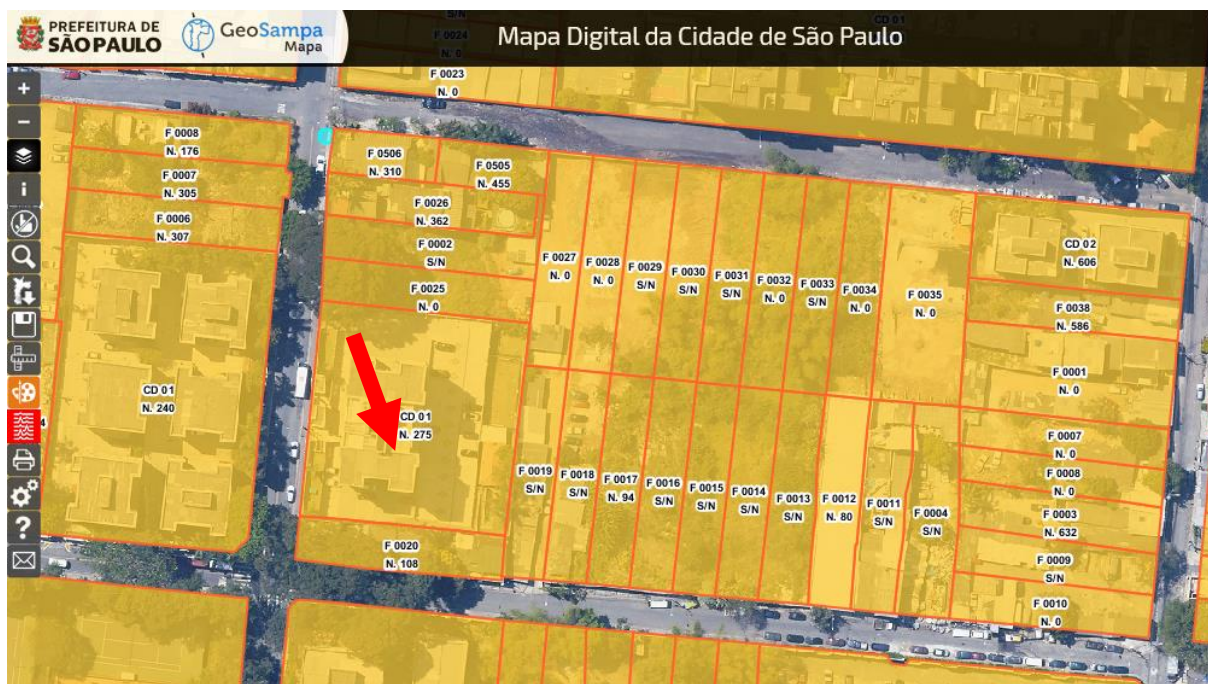 PREFEITURA DE
SÃO PAULO
GeoSampa
Mapa
Mapa Digital da Cidade de São Paulo
S/N
F 0024
N. 0
CD 01
F 0023
N. 0
F 0008
N. 176
F 0007
N. 305
F 0006
N. 307
F 0506
N. 310
F 0505
N. 455
F 0026
N. 362
F 0002
S/N
F 0025
N. 0
F 0027
N. 0
F 0028
N. 0
F 0029
S/N
F 0030
S/N
F 0031
S/N
F 0032
N. 0
F 0033
S/N
F 0034
N. 0
F 0035
N. 0
CD 02
N. 606
F 0038
N. 586
F 0001
N. 0
CD 01
N. 240
CD 01
N. 275
4
F 0007
N. 0
F 0008
N. 0
F 0003
N. 632
F 0009
S/N
F 0010
N. 0
F 0019
S/N
F 0018
S/N
F 0017
N. 94
F 0016
S/N
F 0015
S/N
F 0014
S/N
F 0013
S/N
F 0012
N. 80
F 0011
S/N
F 0004
S/N
F 0020
N. 108